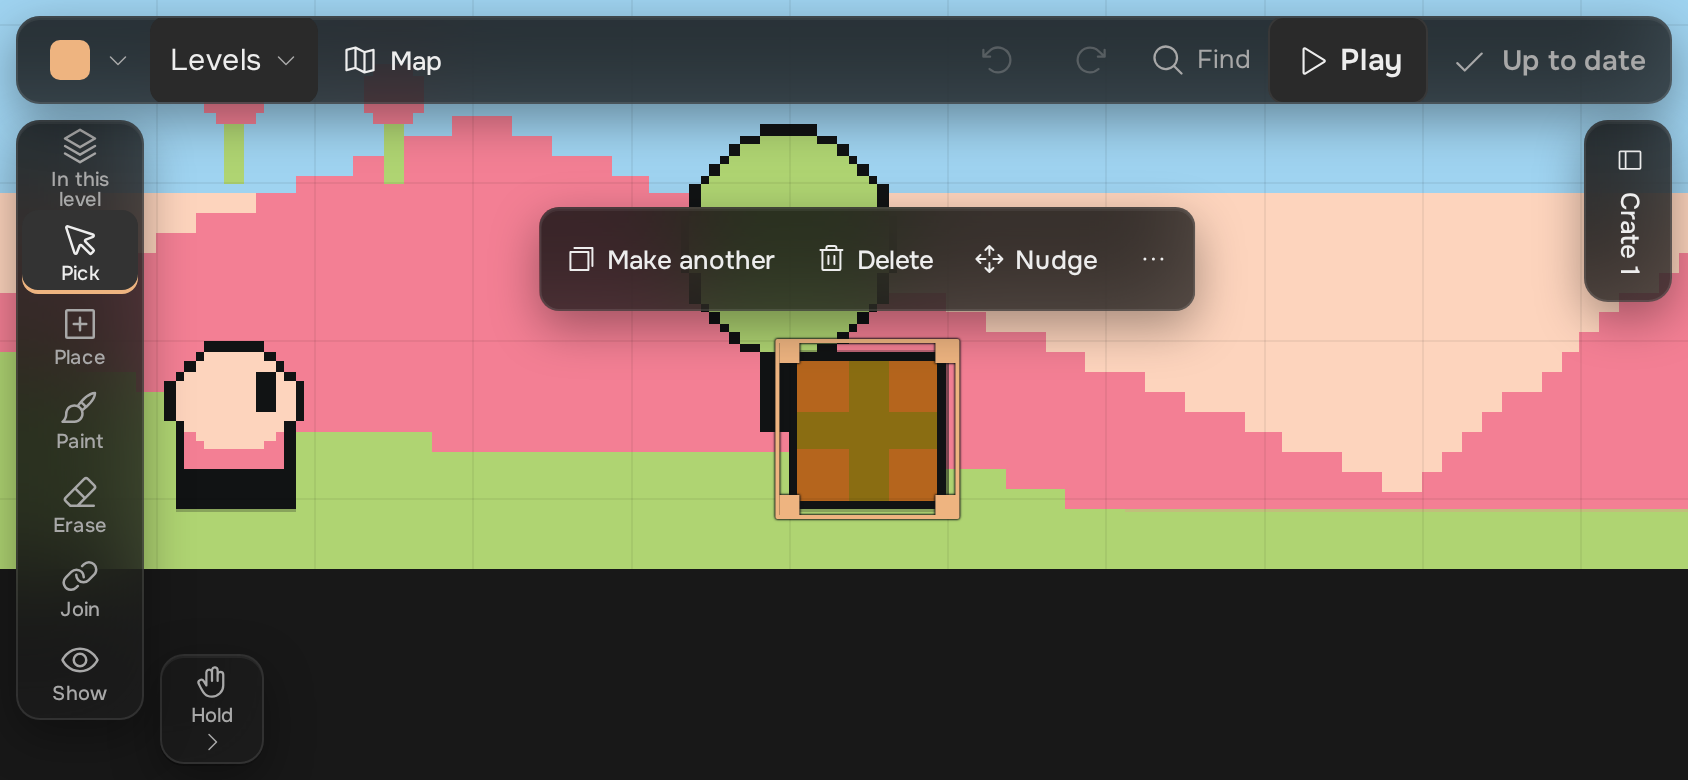 Levels
Map
Find
Play
Up to date
In this
level
Pick
Place
Paint
Erase
Join
Show
Make another
Delete
Nudge
Crate 1
Hold